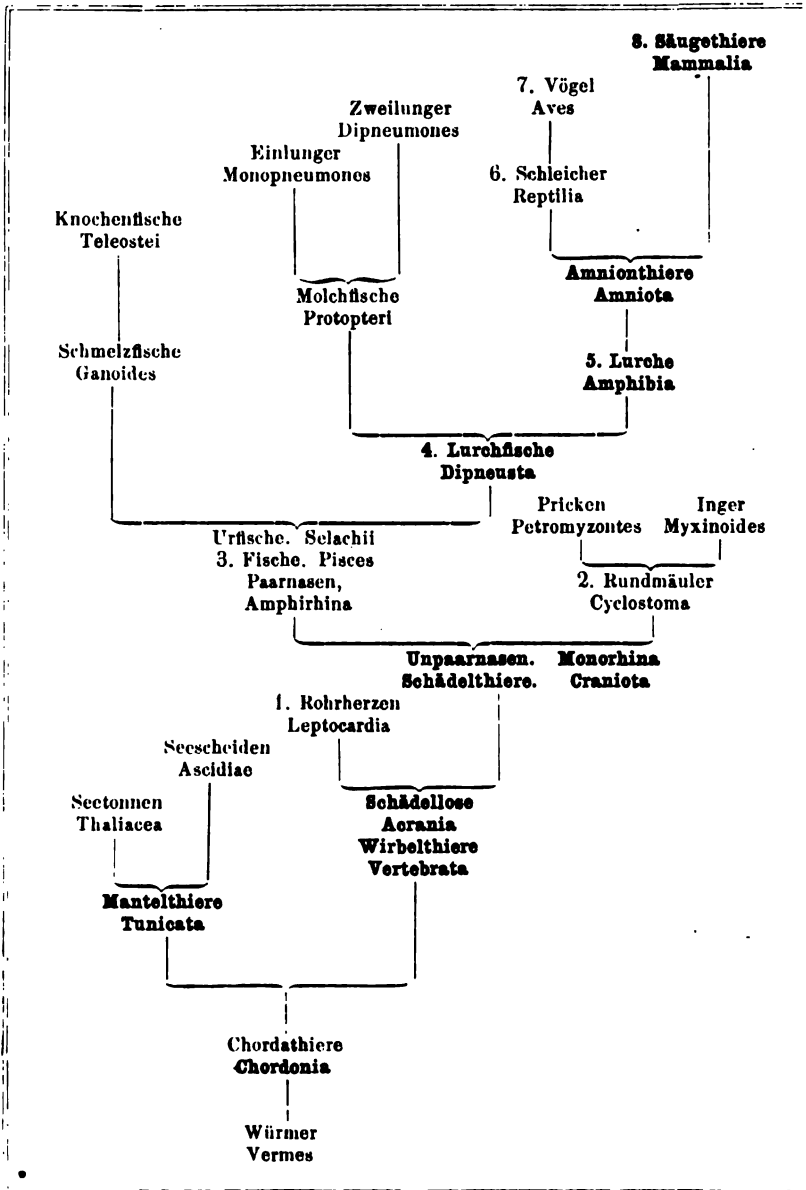 8. Säugethiere
Mammalia
7. Vögel
Aves
Zweilunger
Dipneumones
Einlunger
Monopneumones
6. Schleicher
Reptilia
Knochenfische
Teleostei
Amnionthiere
Amniota
Molchfische
Protopteri
Schmelzfische
Ganoides
5. Lurche
Amphibia
4. Lurchfische
Dipneusta
Pricken
Petromyzontes
Inger
Myxinoides
Urfische. Selachii
3. Fische. Pisces
Paarnasen,
Amphirhina
2. Rundmäuler
Cyclostoma
Unpaarnasen. Monorhina
Schädelthiere. Craniota
1. Rohrherzen
Leptocardia
Seescheiden
Ascidiae
Seetonnen
Thaliacea
Schädellose
Acrania
Wirbelthiere
Vertebrata
Mantelthiere
Tunicata
Chordathiere
Chordonia
Würmer
Vermes